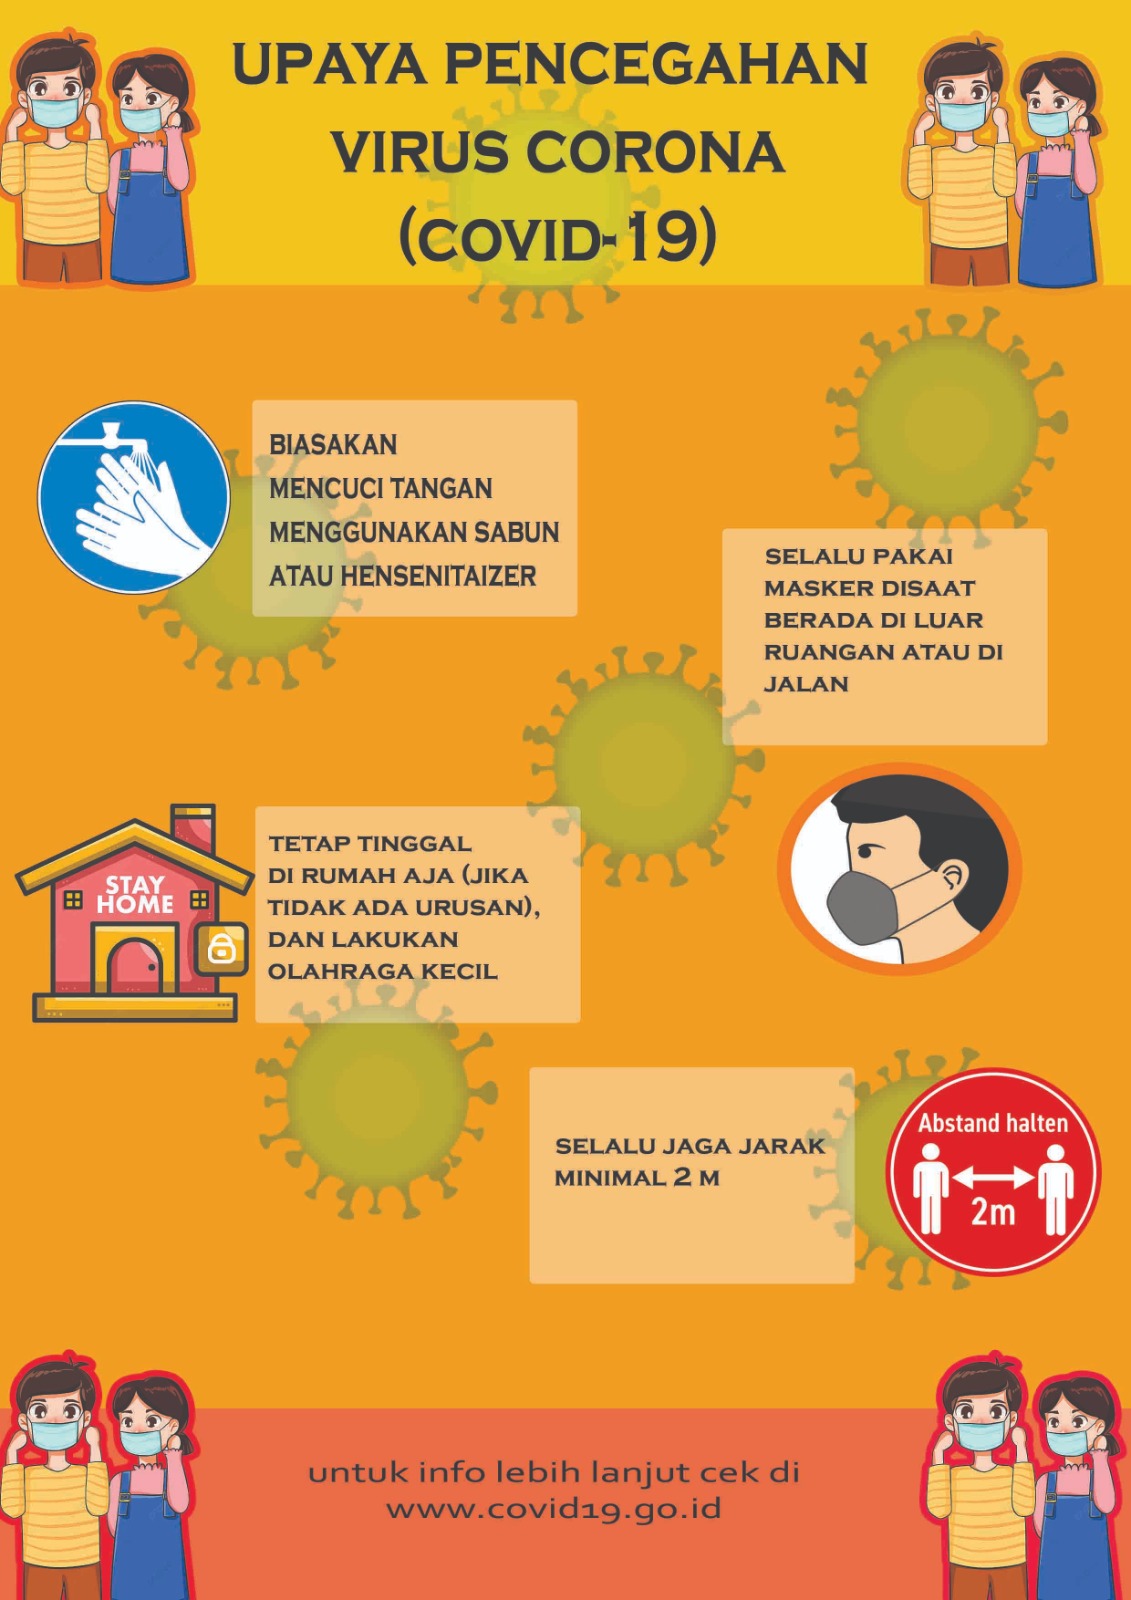 UPAYA PENCEGAHAN
VIRUS CORONA
(COVID-19)
BIASAKAN
MENCUCI TANGAN
MENGGUNAKAN SABUN
ATAU HENSENITAIZER
SELALU PAKAI
MASKER DISAAT
BERADA DI LUAR
RUANGAN ATAU DI
JALAN
STAY
HOME
TETAP TINGGAL
DI RUMAH AJA (JIKA
TIDAK ADA URUSAN),
DAN LAKUKAN
OLAHRAGA KECIL
SELALU JAGA JARAK
MINIMAL 2 M
Abstand halten
2m
untuk info lebih lanjut cek di
www.covid19.go.id